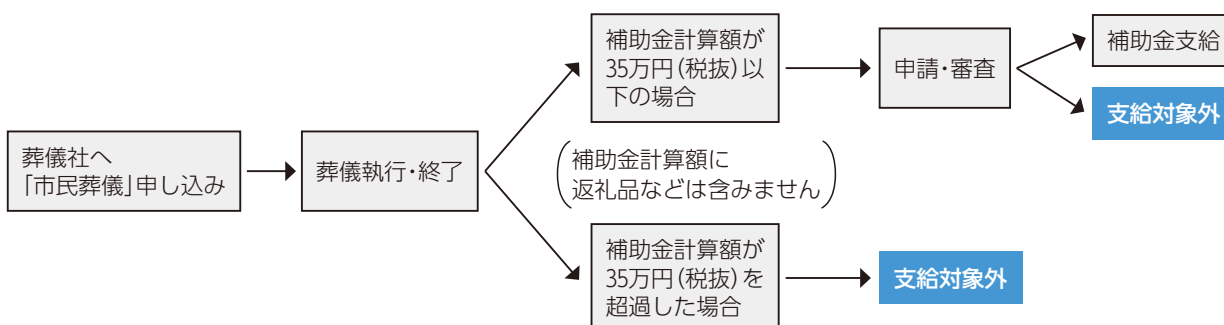 葬儀社へ
「市民葬儀」申し込み
葬儀執行・終了
補助金計算額が
35万円(税抜)以
下の場合
申請・審査
補助金支給
支給対象外
(補助金計算額に
返礼品などは含みません)
補助金計算額が
35万円(税抜)を
超過した場合
支給対象外